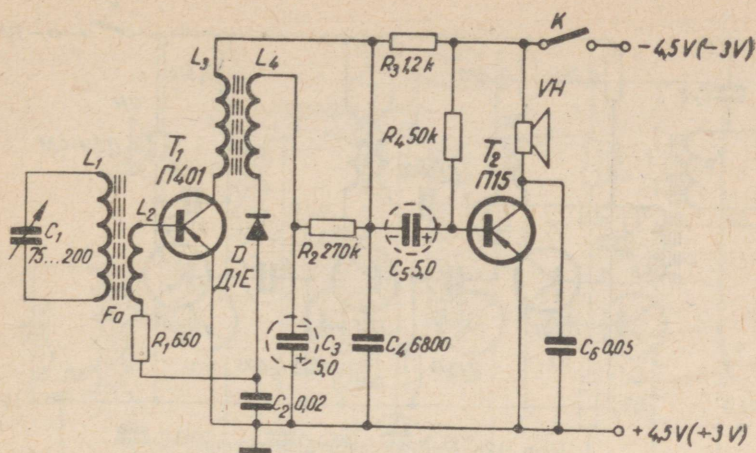 K
−4,5V(−3V)
R₃ 1,2k
L₃
L₄
VH
R₄ 50k
T₁
П401
T₂
П15
L₁
L₂
C₁
75...200
D
Д1Е
R₂ 270k
C₅ 5,0
Fa
R₁ 650
−
C₃
+
5,0
C₄ 6800
C₆ 0,05
C₂ 0,02
+4,5V(+3V)